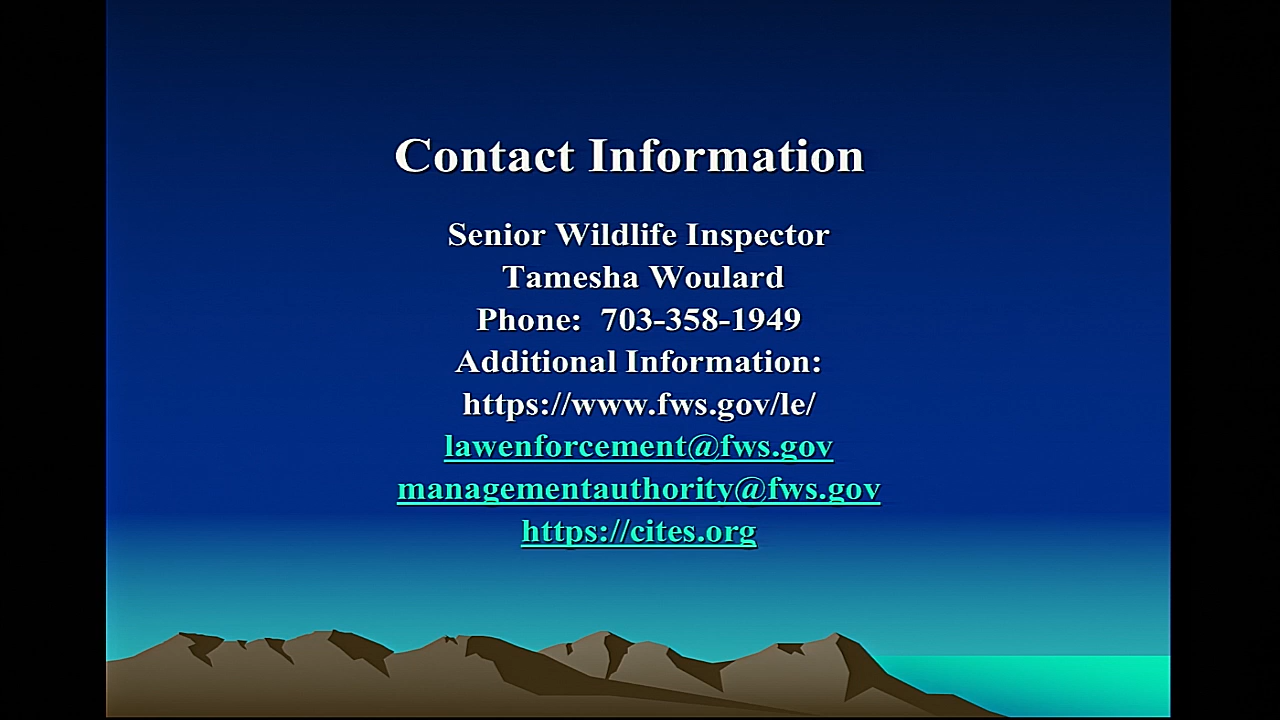 Contact Information
Senior Wildlife Inspector
Tamesha Woulard
Phone:  703-358-1949
Additional Information:
https://www.fws.gov/le/
lawenforcement@fws.gov
managementauthority@fws.gov
https://cites.org